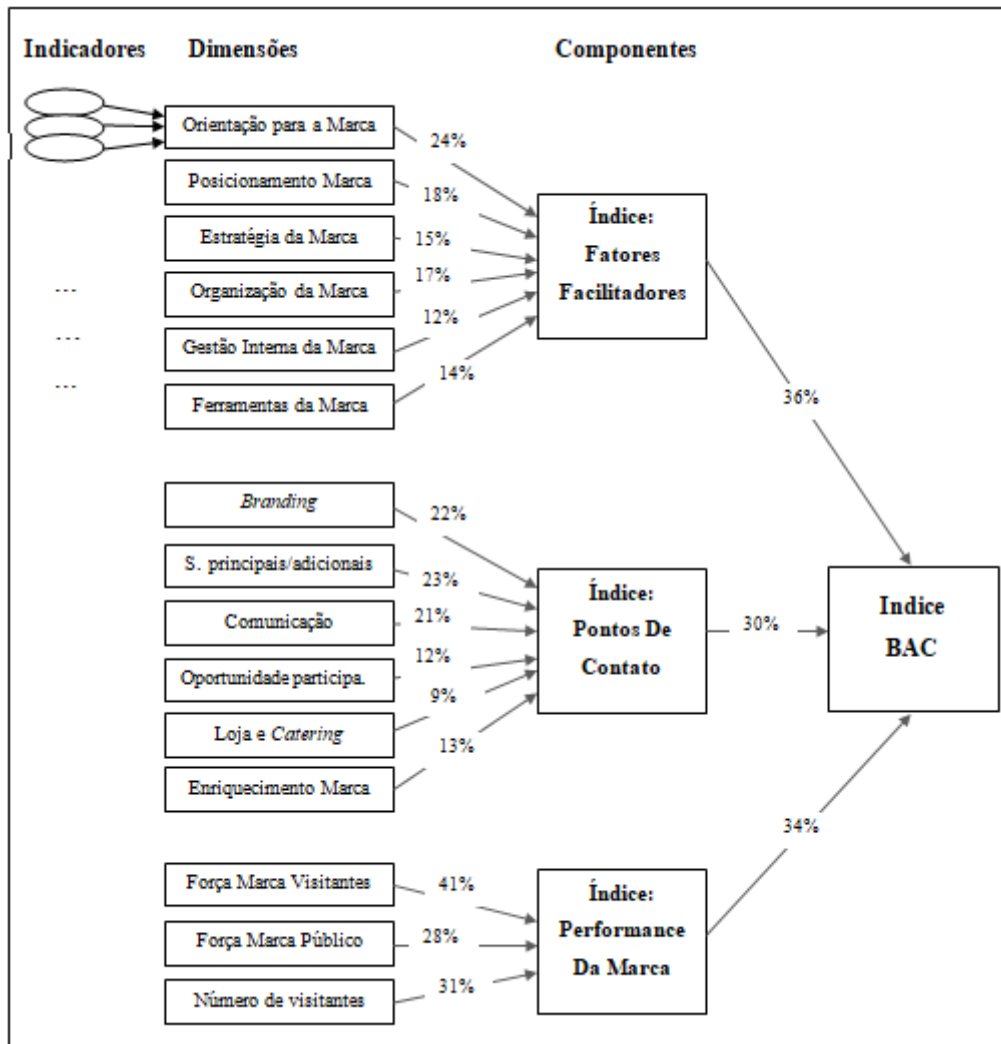 Indicadores Dimensões Componentes
Orientação para a Marca
24%
Posicionamento Marca
18%
Estratégia da Marca
15%
Organização da Marca
17%
Gestão Interna da Marca
12%
Ferramentas da Marca
14%
---
---
---
Índice:
Fatores
Facilitadores
36%
Branding
22%
S. principais/adicionais
23%
Comunicação
21%
Oportunidade participa.
12%
Loja e Catering
9%
Enriquecimento Marca
13%
Índice:
Pontos De
Contato
30%
Indice
BAC
Força Marca Visitantes
41%
Força Marca Público
28%
Número de visitantes
31%
Índice:
Performance
Da Marca
34%